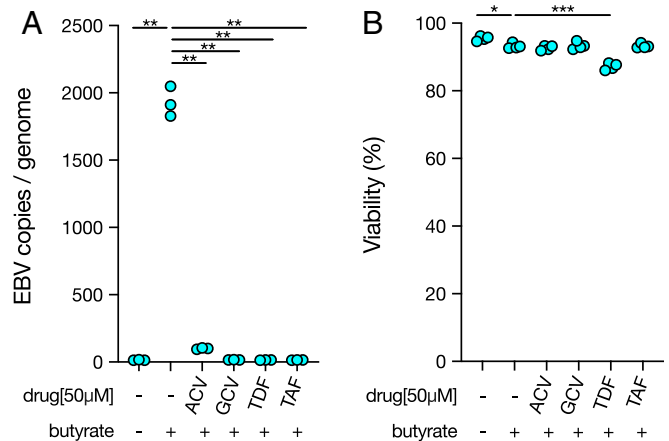 A
B
EBV copies / genome
2500
2000
1500
1000
500
0
** ** ** ** **
drug[50µM] - - ACV GCV TDF TAF
butyrate - + + + + +
Viability (%)
100
80
60
40
20
0
* ***
drug[50µM] - - ACV GCV TDF TAF
butyrate - + + + + +